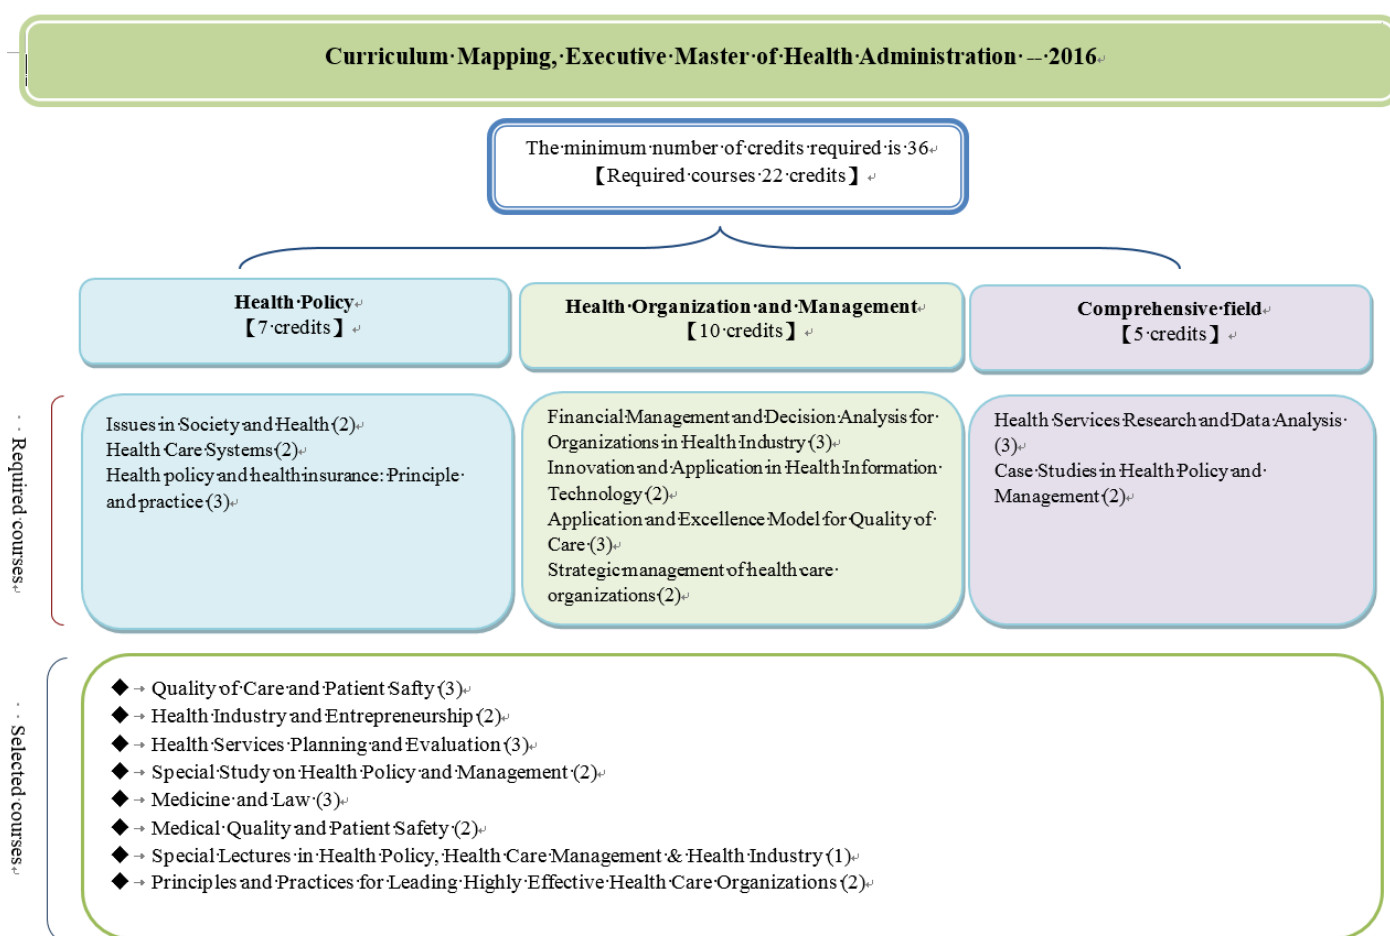 Curriculum Mapping, Executive Master of Health Administration -- 2016
The minimum number of credits required is 36
【Required courses 22 credits】
Health Policy
【7 credits】
Health Organization and Management
【10 credits】
Comprehensive field
【5 credits】
Required courses
Issues in Society and Health (2)
Health Care Systems (2)
Health policy and health insurance: Principle
and practice (3)
Financial Management and Decision Analysis for
Organizations in Health Industry (3)
Innovation and Application in Health Information
Technology (2)
Application and Excellence Model for Quality of
Care (3)
Strategic management of health care
organizations (2)
Health Services Research and Data Analysis
(3)
Case Studies in Health Policy and
Management (2)
Selected courses
◆ → Quality of Care and Patient Safty (3)
◆ → Health Industry and Entrepreneurship (2)
◆ → Health Services Planning and Evaluation (3)
◆ → Special Study on Health Policy and Management (2)
◆ → Medicine and Law (3)
◆ → Medical Quality and Patient Safety (2)
◆ → Special Lectures in Health Policy, Health Care Management & Health Industry (1)
◆ → Principles and Practices for Leading Highly Effective Health Care Organizations (2)